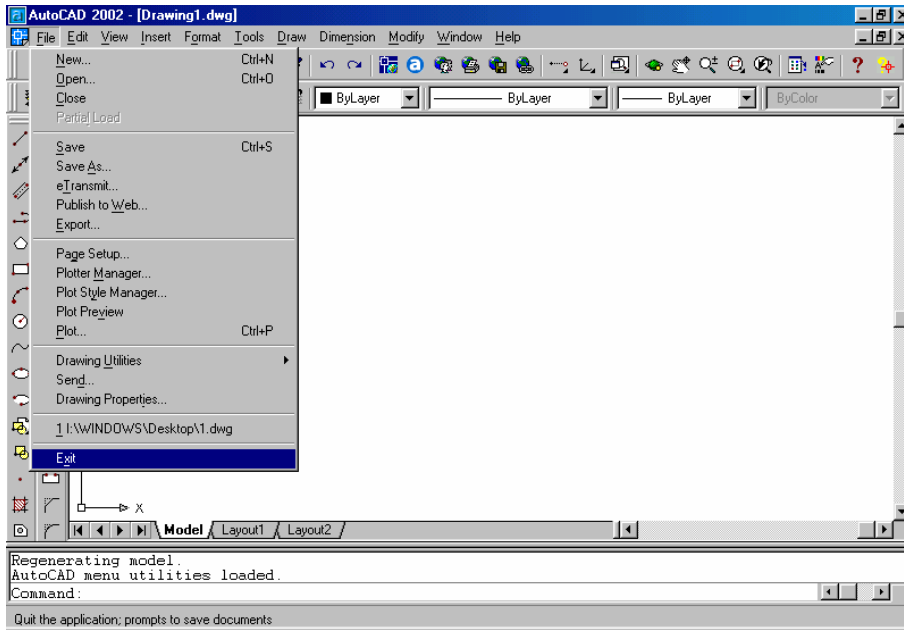 AutoCAD 2002 - [Drawing1.dwg]
File Edit View Insert Format Tools Draw Dimension Modify Window Help
New... Ctrl+N
Open... Ctrl+O
Close
Partial Load
ByLayer ByLayer ByLayer ByColor
Save Ctrl+S
Save As...
eTransmit...
Publish to Web...
Export...
Page Setup...
Plotter Manager...
Plot Style Manager...
Plot Preview
Plot... Ctrl+P
Drawing Utilities
Send...
Drawing Properties...
1 I:\WINDOWS\Desktop\1.dwg
Exit
X
Model Layout1 Layout2
Regenerating model.
AutoCAD menu utilities loaded.
Command:
Quit the application; prompts to save documents